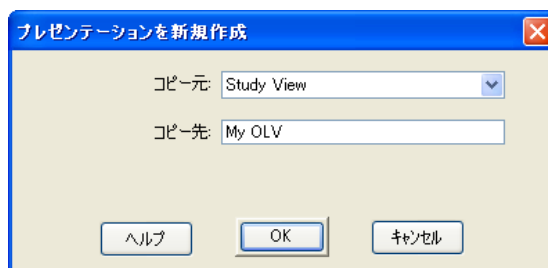 プレゼンテーションを新規作成
コピー元: Study View
コピー先: My OLV
ヘルプ OK キャンセル